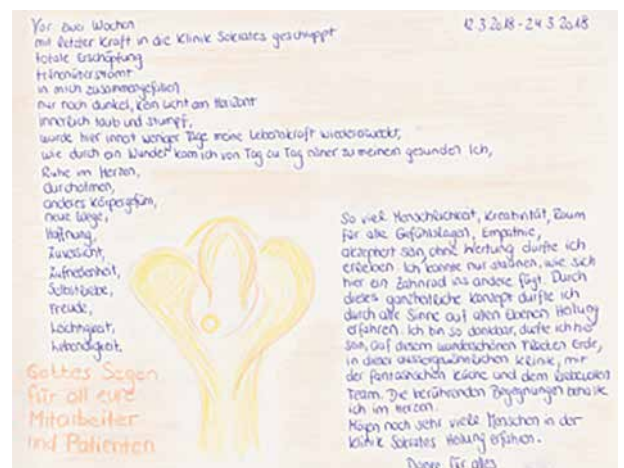 Vor zwei Wochen
12.3.2018 - 24.3.2018
mit letzter Kraft in die Klinik Sokrates geschleppt
totale Erschöpfung
tränenüberströmt
in mich zusammengefallen
nur noch dunkel, kein Licht am Horizont
innerlich taub und stumpf,
wurde hier innert weniger Tage meine Lebenskraft wiedererweckt,
wie durch ein Wunder kam ich von Tag zu Tag näher zu meinem gesunden Ich,
Ruhe im Herzen,
durchatmen,
anderes Körpergefühl,
neue Wege,
Hoffnung,
Zuversicht,
Zufriedenheit,
Selbstliebe,
Freude,
Leichtigkeit,
Lebendigkeit.
Gottes Segen
für all eure
Mitarbeiter
und Patienten
So viel Menschlichkeit, Kreativität, Raum
für alle Gefühlslagen, Empathie,
akzeptiert sein, ohne Wertung durfte ich
erleben. Ich konnte nur staunen, wie sich
hier ein Zahnrad ins andere fügt. Durch
dieses ganzheitliche Konzept durfte ich
durch alle Sinne auf allen Ebenen Heilung
erfahren. Ich bin so dankbar, durfte ich hier
sein, auf diesem wunderschönen Flecken Erde,
in dieser aussergewöhnlichen Klinik, mit
der fantastischen Küche und dem liebevollen
Team. Die berührenden Begegnungen behalte
ich im Herzen.
Mögen noch sehr viele Menschen in der
Klinik Sokrates Heilung erfahren.
Danke für alles